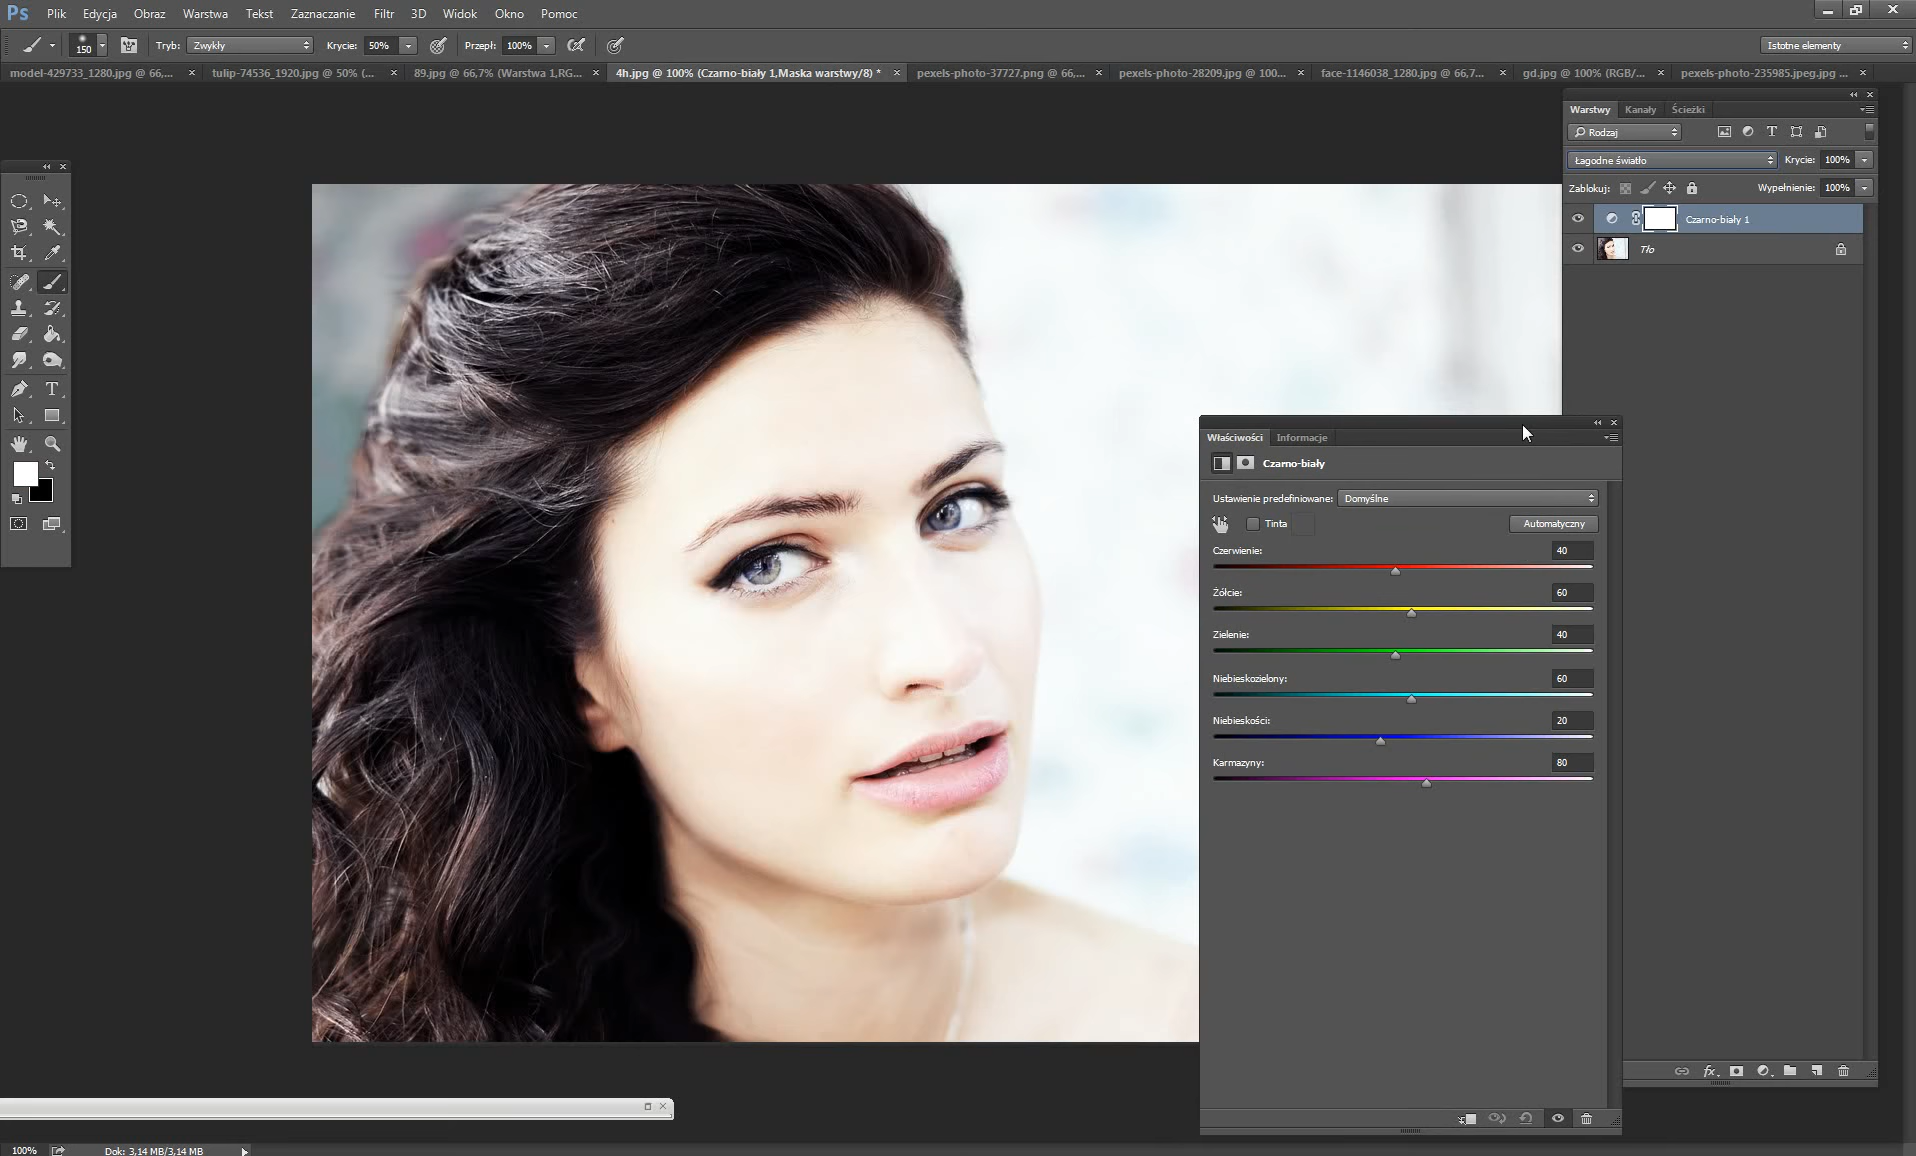 Ps Plik Edycja Obraz Warstwa Tekst Zaznaczanie Filtr 3D Widok Okno Pomoc
150 Tryb: Zwykły Krycie: 50% Przepł: 100% Istotne elementy
model-429733_1280.jpg @ 66,... tulip-74536_1920.jpg @ 50% (... 89.jpg @ 66,7% (Warstwa 1,RG... 4h.jpg @ 100% (Czarno-biały 1,Maska warstwy/8) * pexels-photo-37727.png @ 66,... pexels-photo-28209.jpg @ 100... face-1146038_1280.jpg @ 66,7... gd.jpg @ 100% (RGB/... pexels-photo-235985.jpeg.jpg ...
Warstwy Kanały Ścieżki
Rodzaj
Łagodne światło Krycie: 100%
Zablokuj: Wypełnienie: 100%
Czarno-biały 1
Tło
Właściwości Informacje
Czarno-biały
Ustawienie predefiniowane: Domyślne
Tinta Automatyczny
Czerwienie: 40
Żółcie: 60
Zielenie: 40
Niebieskozielony: 60
Niebieskości: 20
Karmazyny: 80
fx
100% Dok: 3,14 MB/3,14 MB